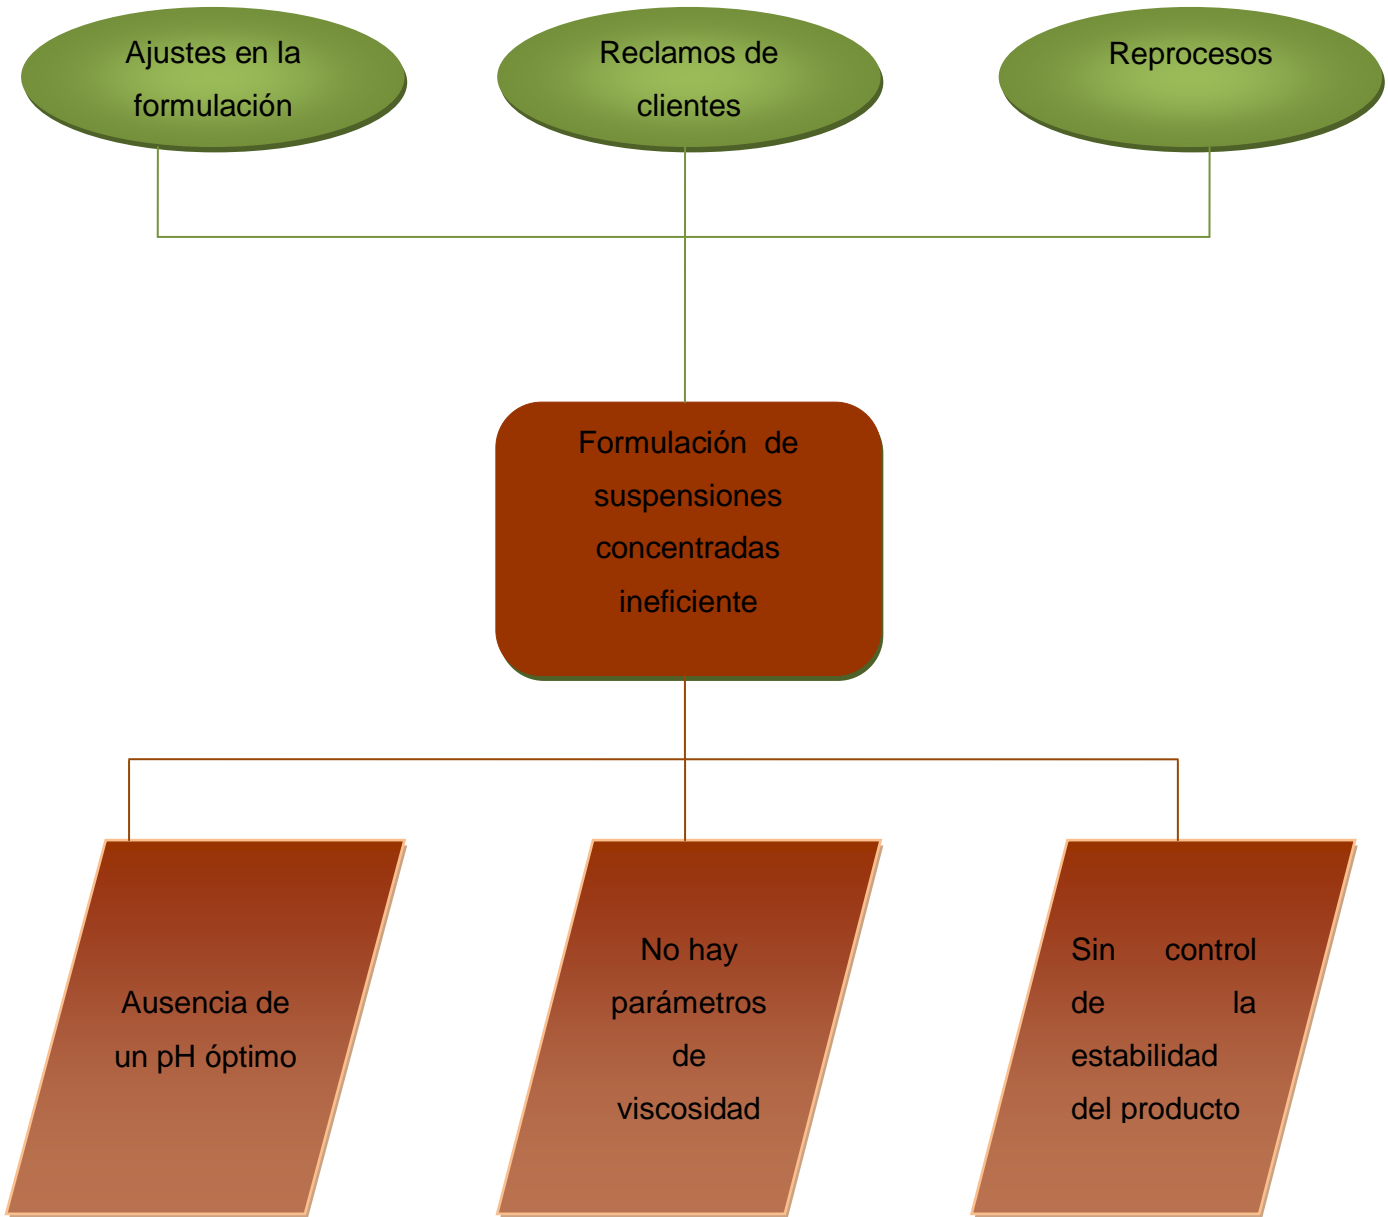 Ajustes en la
formulación
Reclamos de
clientes
Reprocesos
Formulación de
suspensiones
concentradas
ineficiente
Ausencia de
un pH óptimo
No hay
parámetros
de
viscosidad
Sin control
de la
estabilidad
del producto